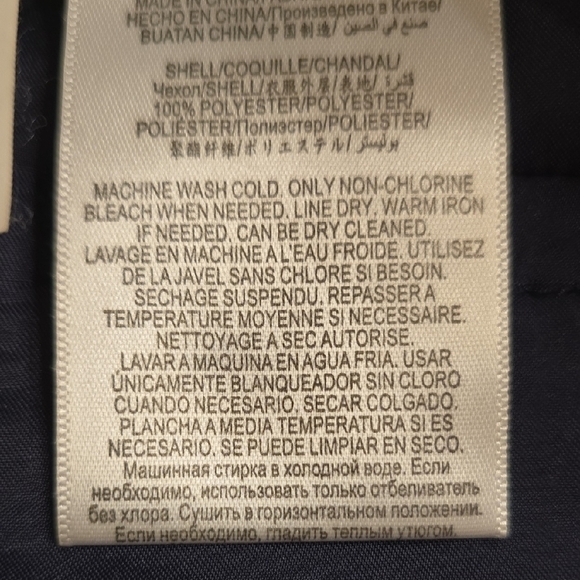 MADE IN CHINA/
HECHO EN CHINA/Произведено в Китае/
BUATAN CHINA/中国制造/ صنع في الصين/
SHELL/COQUILLE/CHANDAL/
Чехол/SHELL/衣服外层/表地/ قشرة/
100% POLYESTER/POLYESTER/
POLIÉSTER/Полиэстер/POLIESTER/
聚酯纤维/ポリエステル/ بوليستر/
MACHINE WASH COLD. ONLY NON-CHLORINE
BLEACH WHEN NEEDED. LINE DRY. WARM IRON
IF NEEDED. CAN BE DRY CLEANED.
LAVAGE EN MACHINE A L'EAU FROIDE. UTILISEZ
DE LA JAVEL SANS CHLORE SI BESOIN.
SECHAGE SUSPENDU. REPASSER A
TEMPERATURE MOYENNE SI NECESSAIRE.
NETTOYAGE A SEC AUTORISE.
LAVAR A MAQUINA EN AGUA FRIA. USAR
ÚNICAMENTE BLANQUEADOR SIN CLORO
CUANDO NECESARIO. SECAR COLGADO.
PLANCHA A MEDIA TEMPERATURA SI ES
NECESARIO. SE PUEDE LIMPIAR EN SECO.
Машинная стирка в холодной воде. Если
необходимо, использовать только отбеливатель
без хлора. Сушить в горизонтальном положении.
Если необходимо, гладить теплым утюгом.